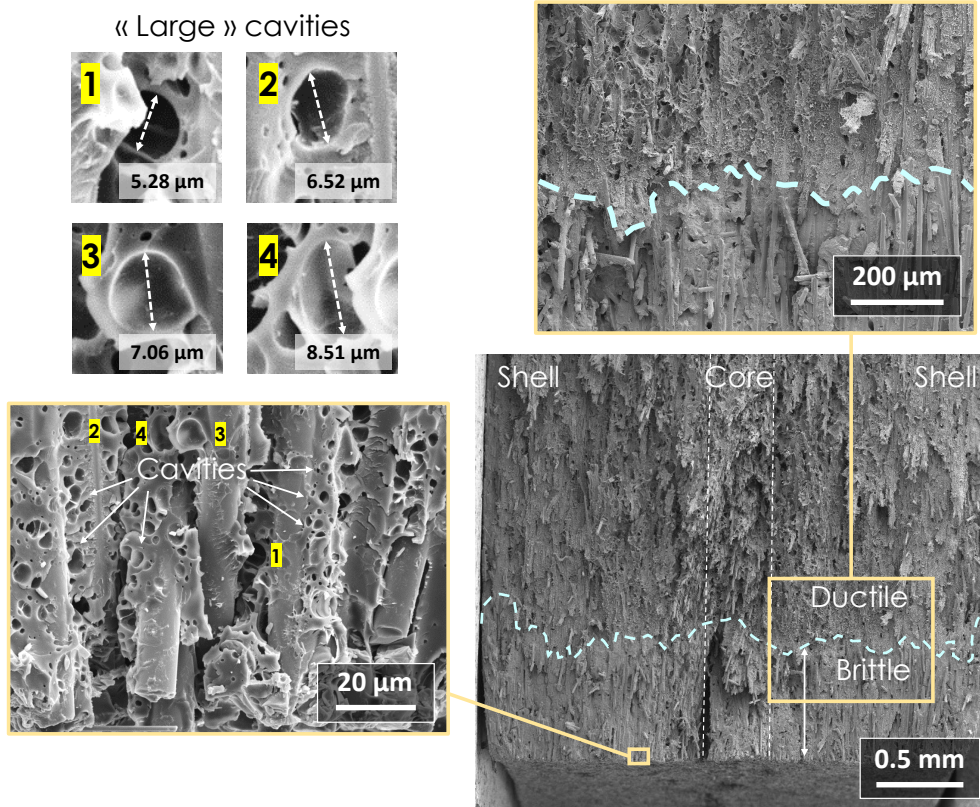 « Large » cavities
1
2
5.28 µm
6.52 µm
3
4
7.06 µm
8.51 µm
200 µm
Shell
Core
Shell
Ductile
Brittle
0.5 mm
2
4
3
Cavities
1
20 µm